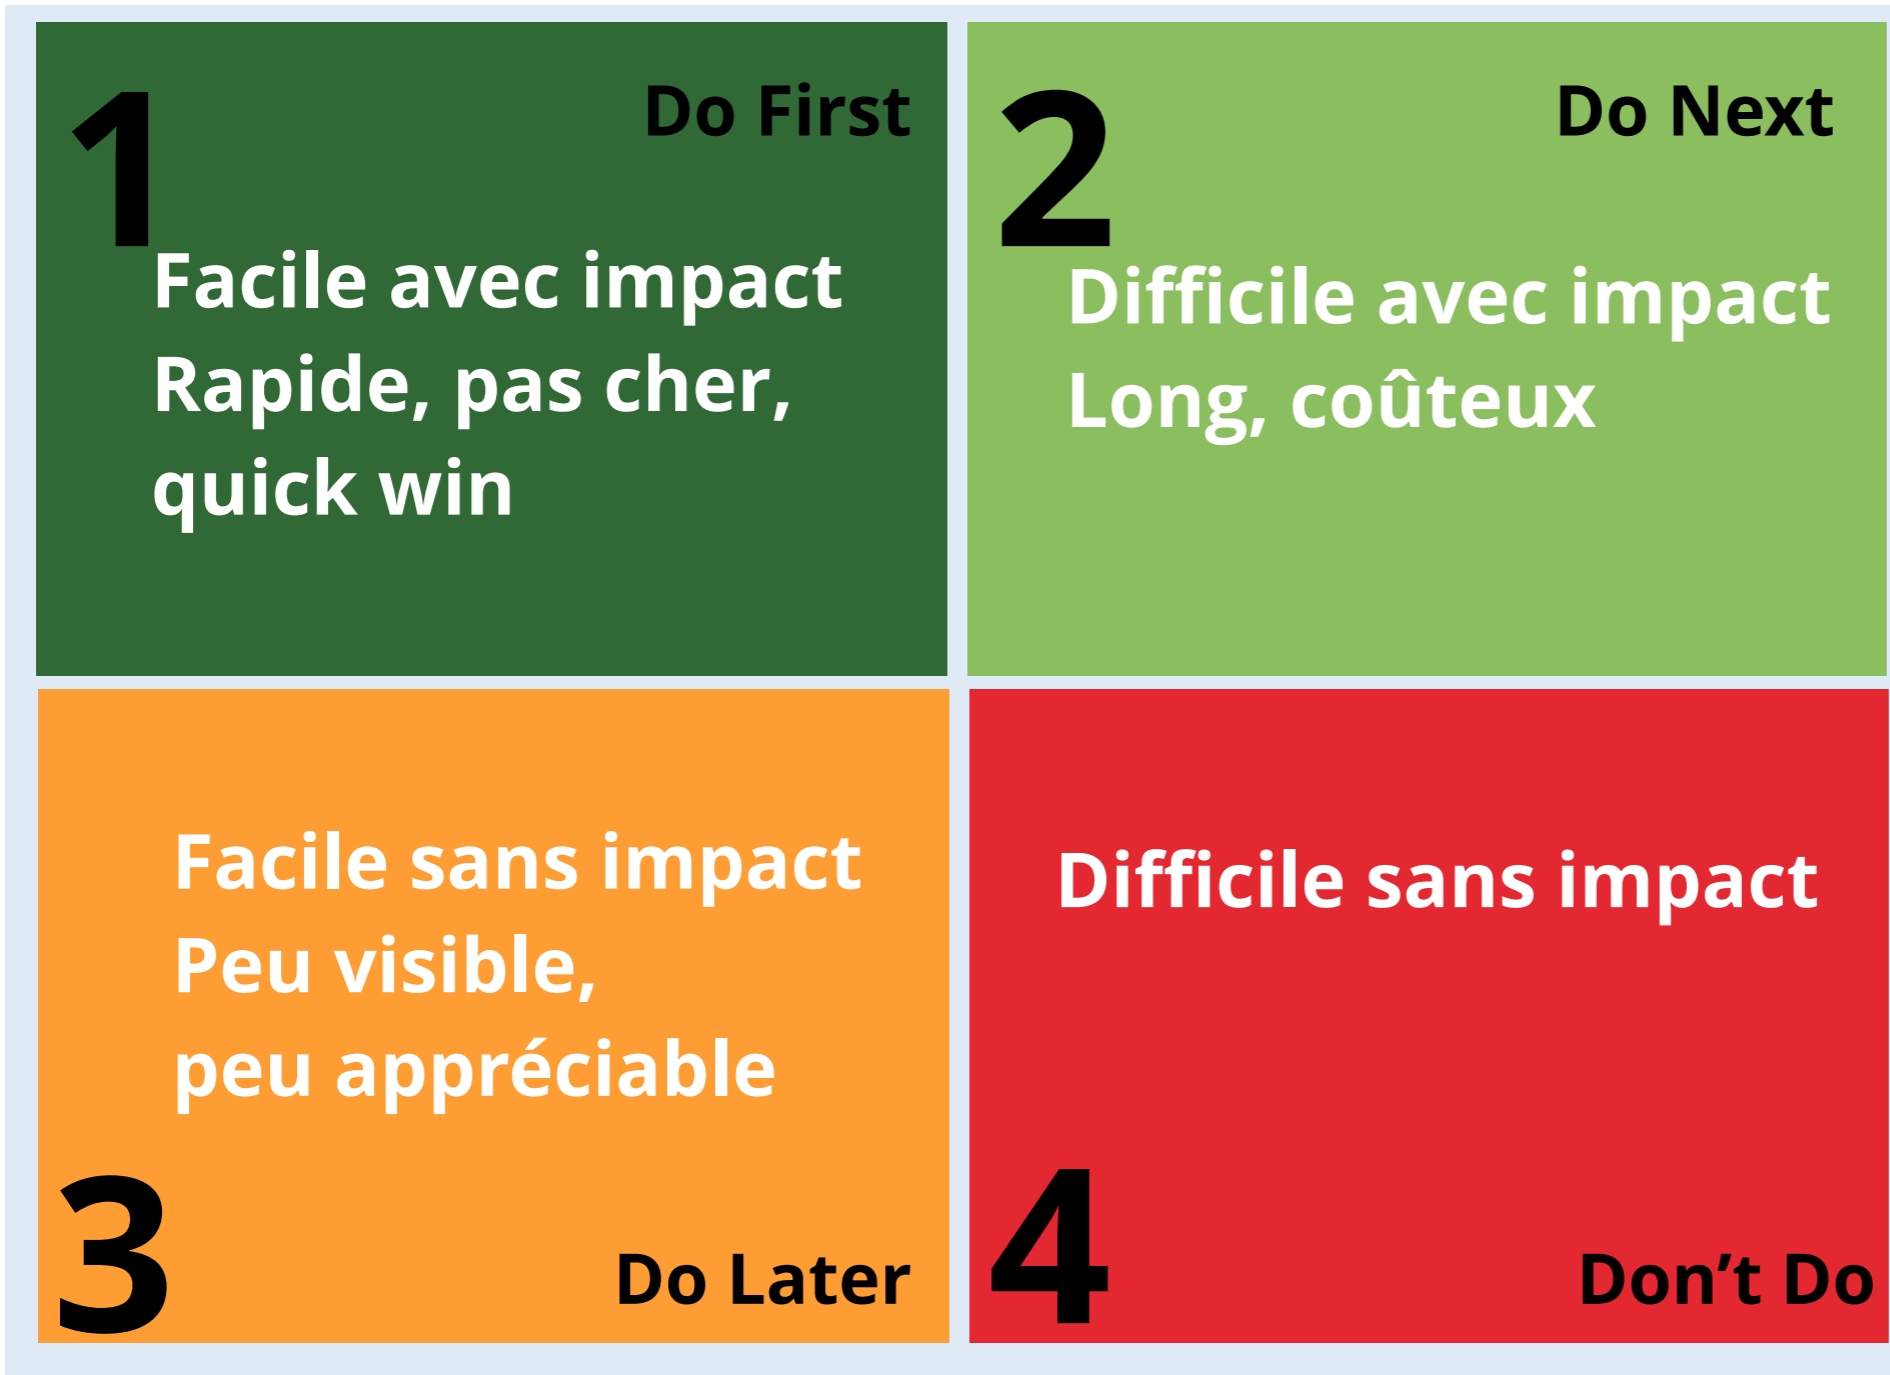 1
Do First
Facile avec impact
Rapide, pas cher,
quick win
2
Do Next
Difficile avec impact
Long, coûteux
Facile sans impact
Peu visible,
peu appréciable
3
Do Later
Difficile sans impact
4
Don’t Do